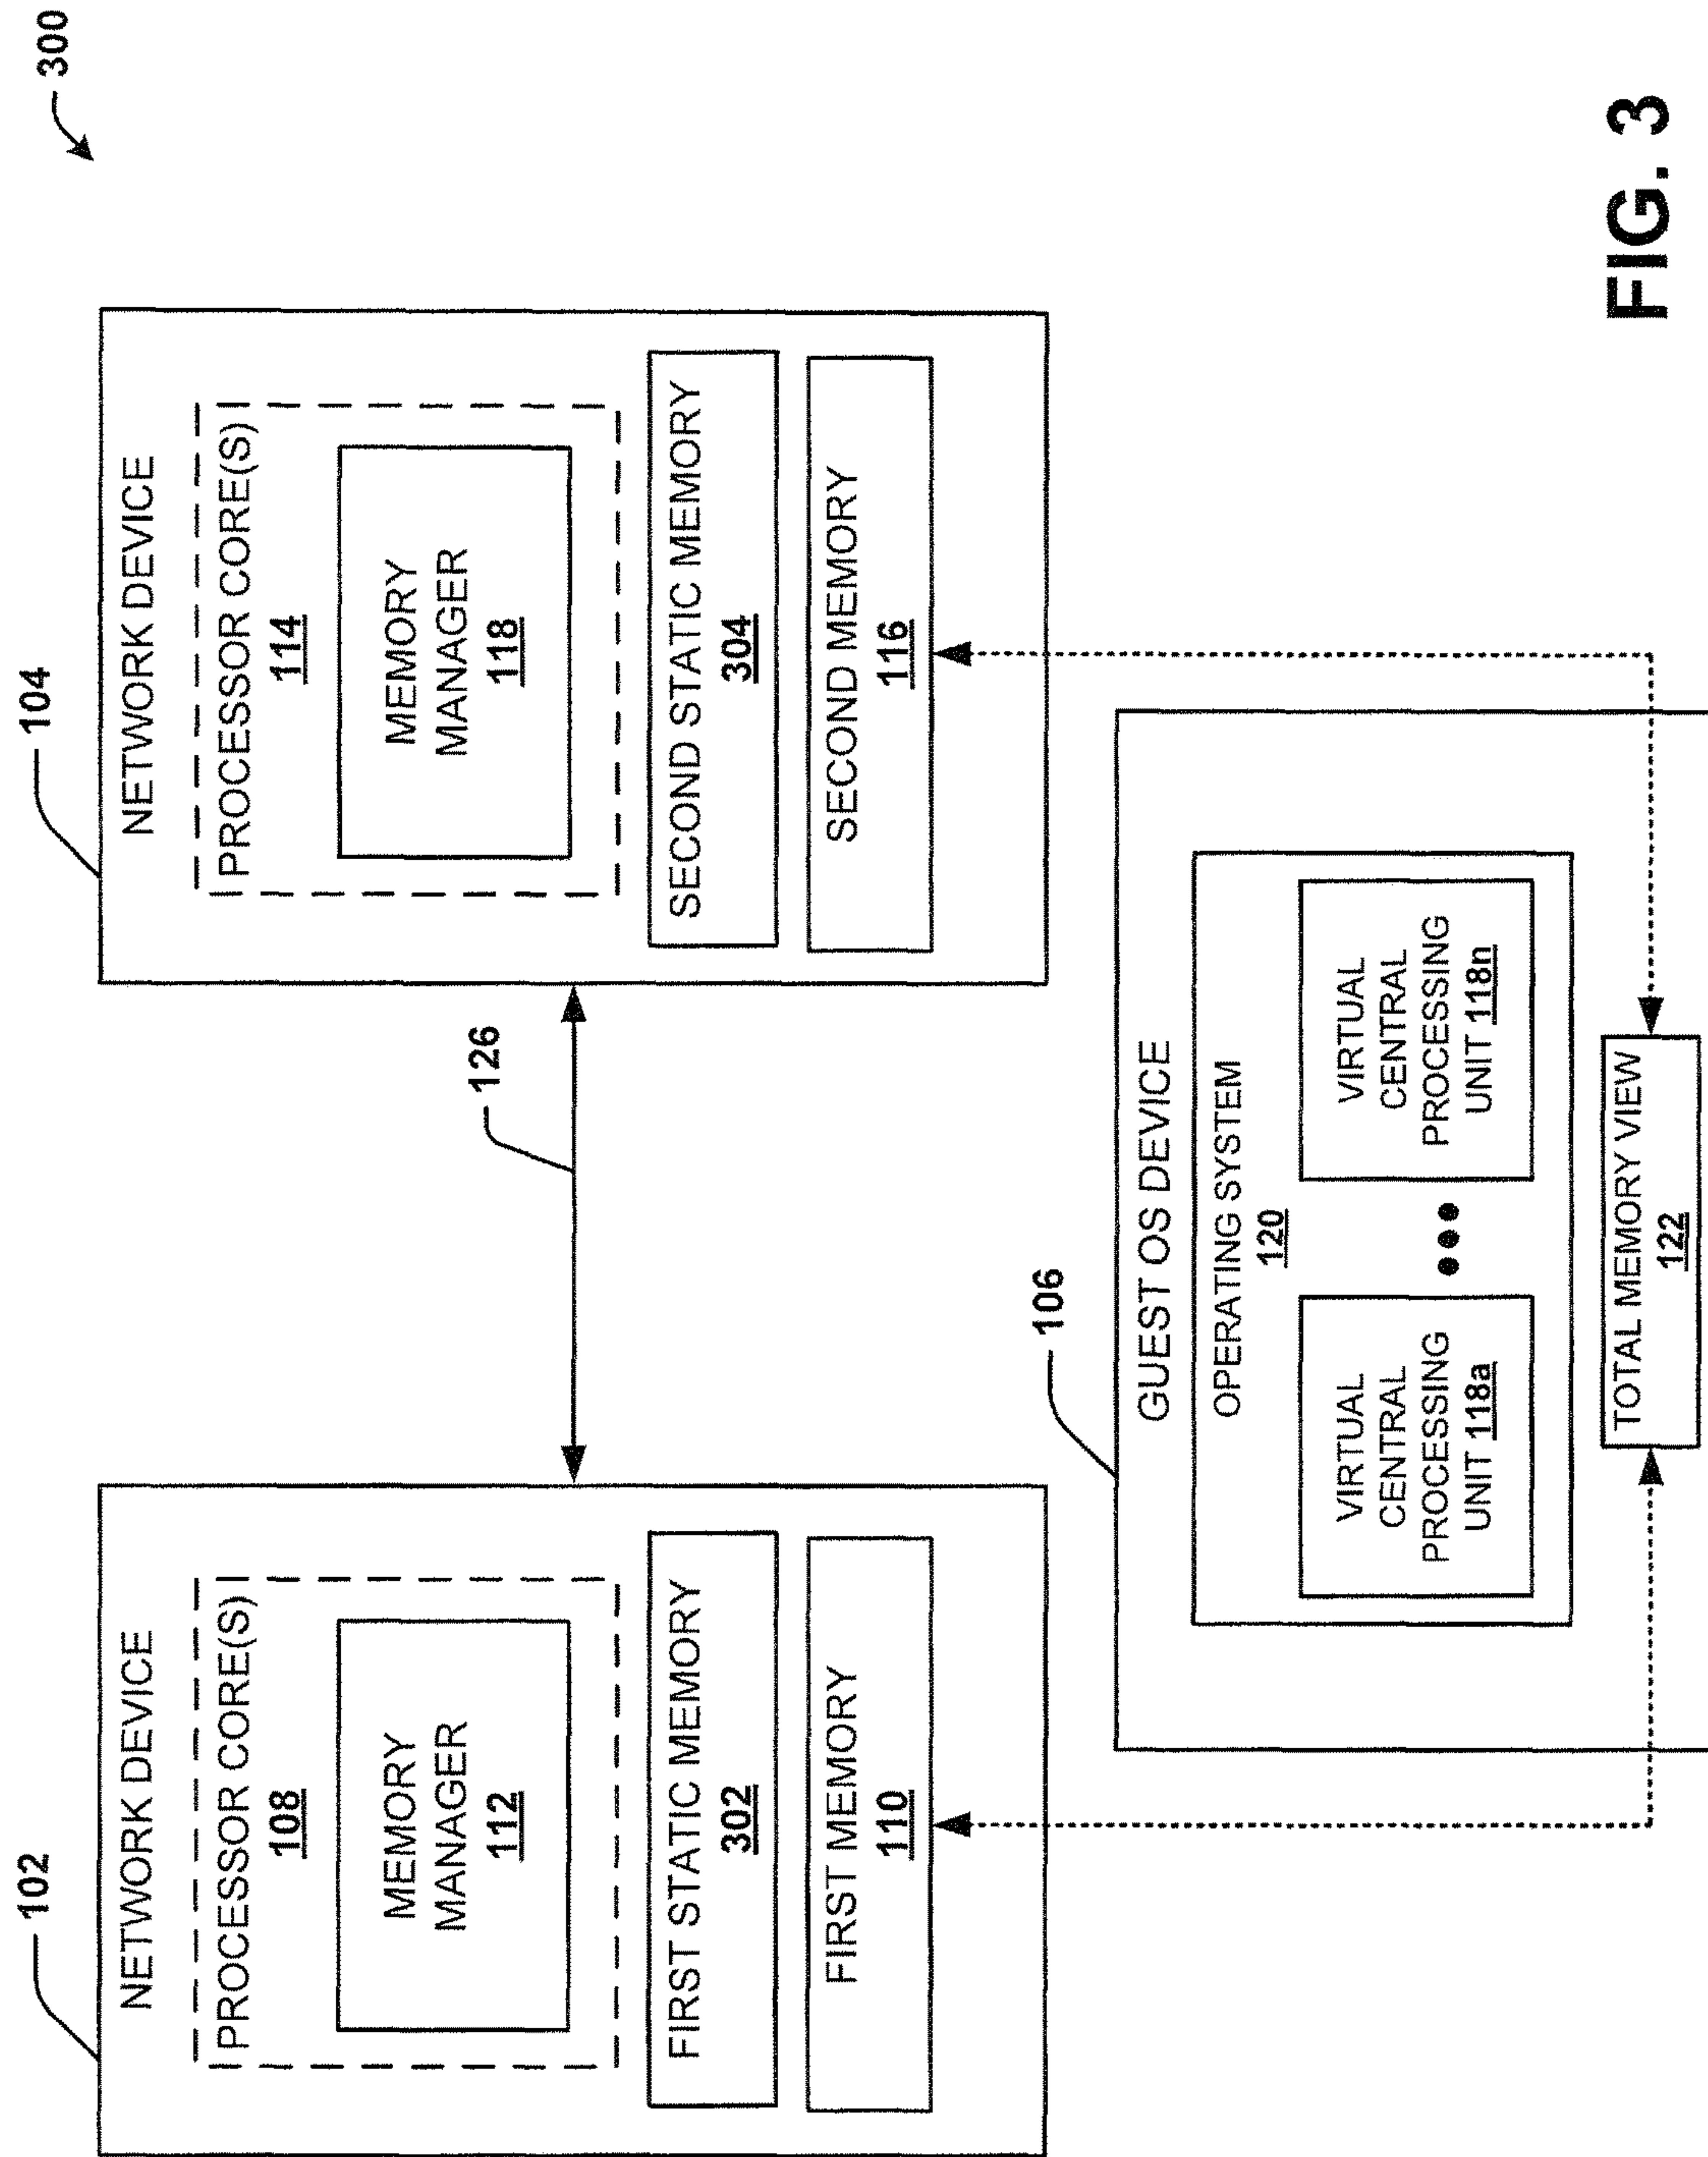 300
102
NETWORK DEVICE
PROCESSOR CORE(S)
108
MEMORY
MANAGER
112
FIRST STATIC MEMORY
302
FIRST MEMORY
110
126
104
NETWORK DEVICE
PROCESSOR CORE(S)
114
MEMORY
MANAGER
118
SECOND STATIC MEMORY
304
SECOND MEMORY
116
106
GUEST OS DEVICE
OPERATING SYSTEM
120
VIRTUAL
CENTRAL
PROCESSING
UNIT 118a
VIRTUAL
CENTRAL
PROCESSING
UNIT 118n
TOTAL MEMORY VIEW
122
FIG. 3